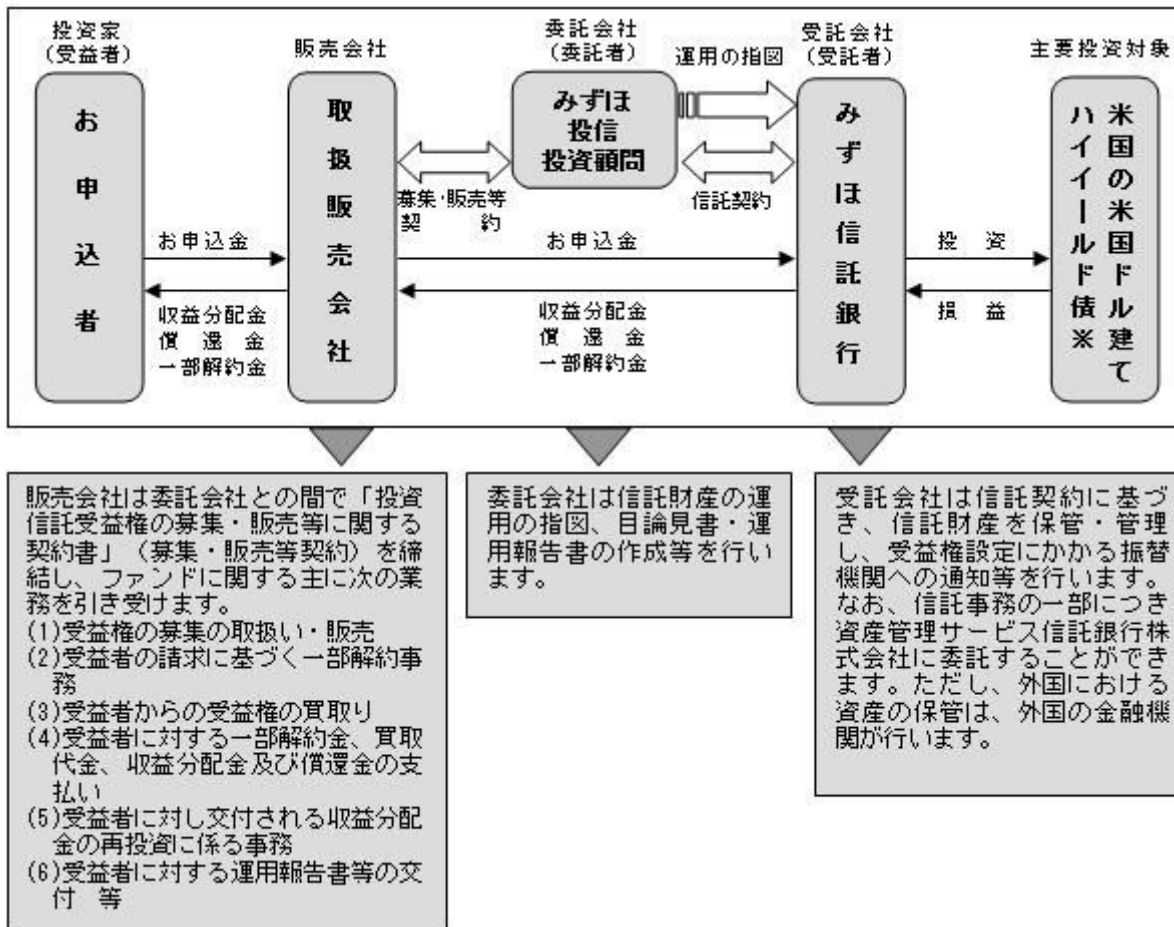 投資家
(受益者)
販売会社
委託会社
(委託者)
運用の指図
受託会社
(受託者)
主要投資対象
お申込者
取扱販売会社
みずほ
投信
投資顧問
みずほ信託銀行
米国の米国ドル建て
ハイイールド債※
募集・販売等
契 約
信託契約
お申込金
お申込金
投 資
収益分配金
償 還 金
一部解約金
収益分配金
償 還 金
一部解約金
損 益
販売会社は委託会社との間で「投資
信託受益権の募集・販売等に関する
契約書」（募集・販売等契約）を締
結し、ファンドに関する主に次の業
務を引き受けます。
(1)受益権の募集の取扱い・販売
(2)受益者の請求に基づく一部解約事
務
(3)受益者からの受益権の買取り
(4)受益者に対する一部解約金、買取
代金、収益分配金及び償還金の支
払い
(5)受益者に対し交付される収益分配
金の再投資に係る事務
(6)受益者に対する運用報告書等の交
付 等
委託会社は信託財産の運
用の指図、目論見書・運
用報告書の作成等を行い
ます。
受託会社は信託契約に基づ
き、信託財産を保管・管理
し、受益権設定にかかる振替
機関への通知等を行います。
なお、信託事務の一部につき
資産管理サービス信託銀行株
式会社に委託することができ
ます。ただし、外国における
資産の保管は、外国の金融機
関が行います。